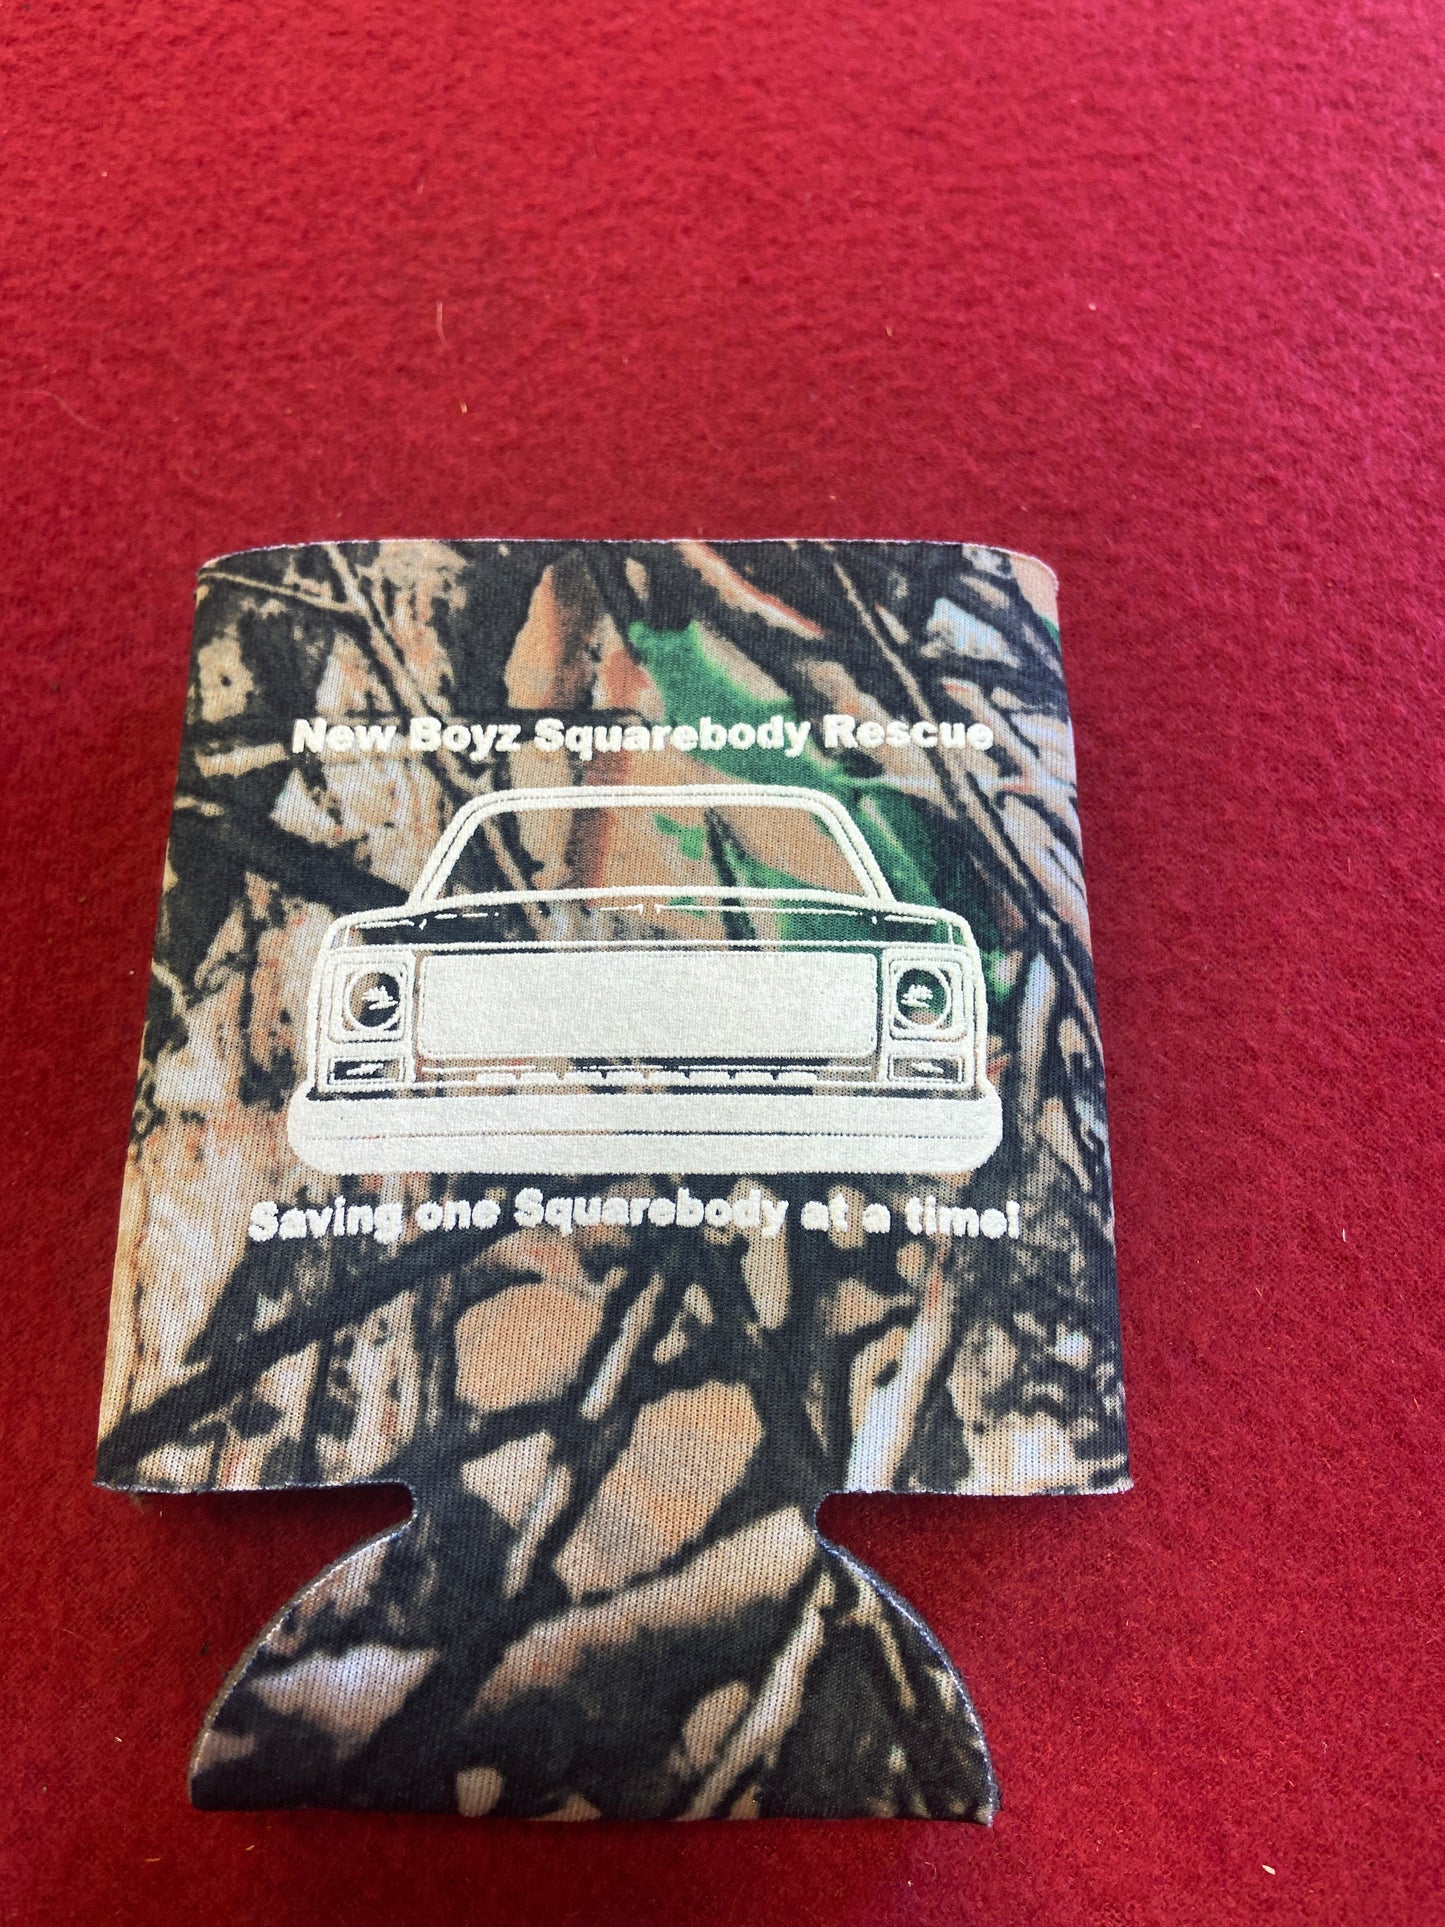 New Boyz Squarebody Rescue
Saving one Squarebody at a time!